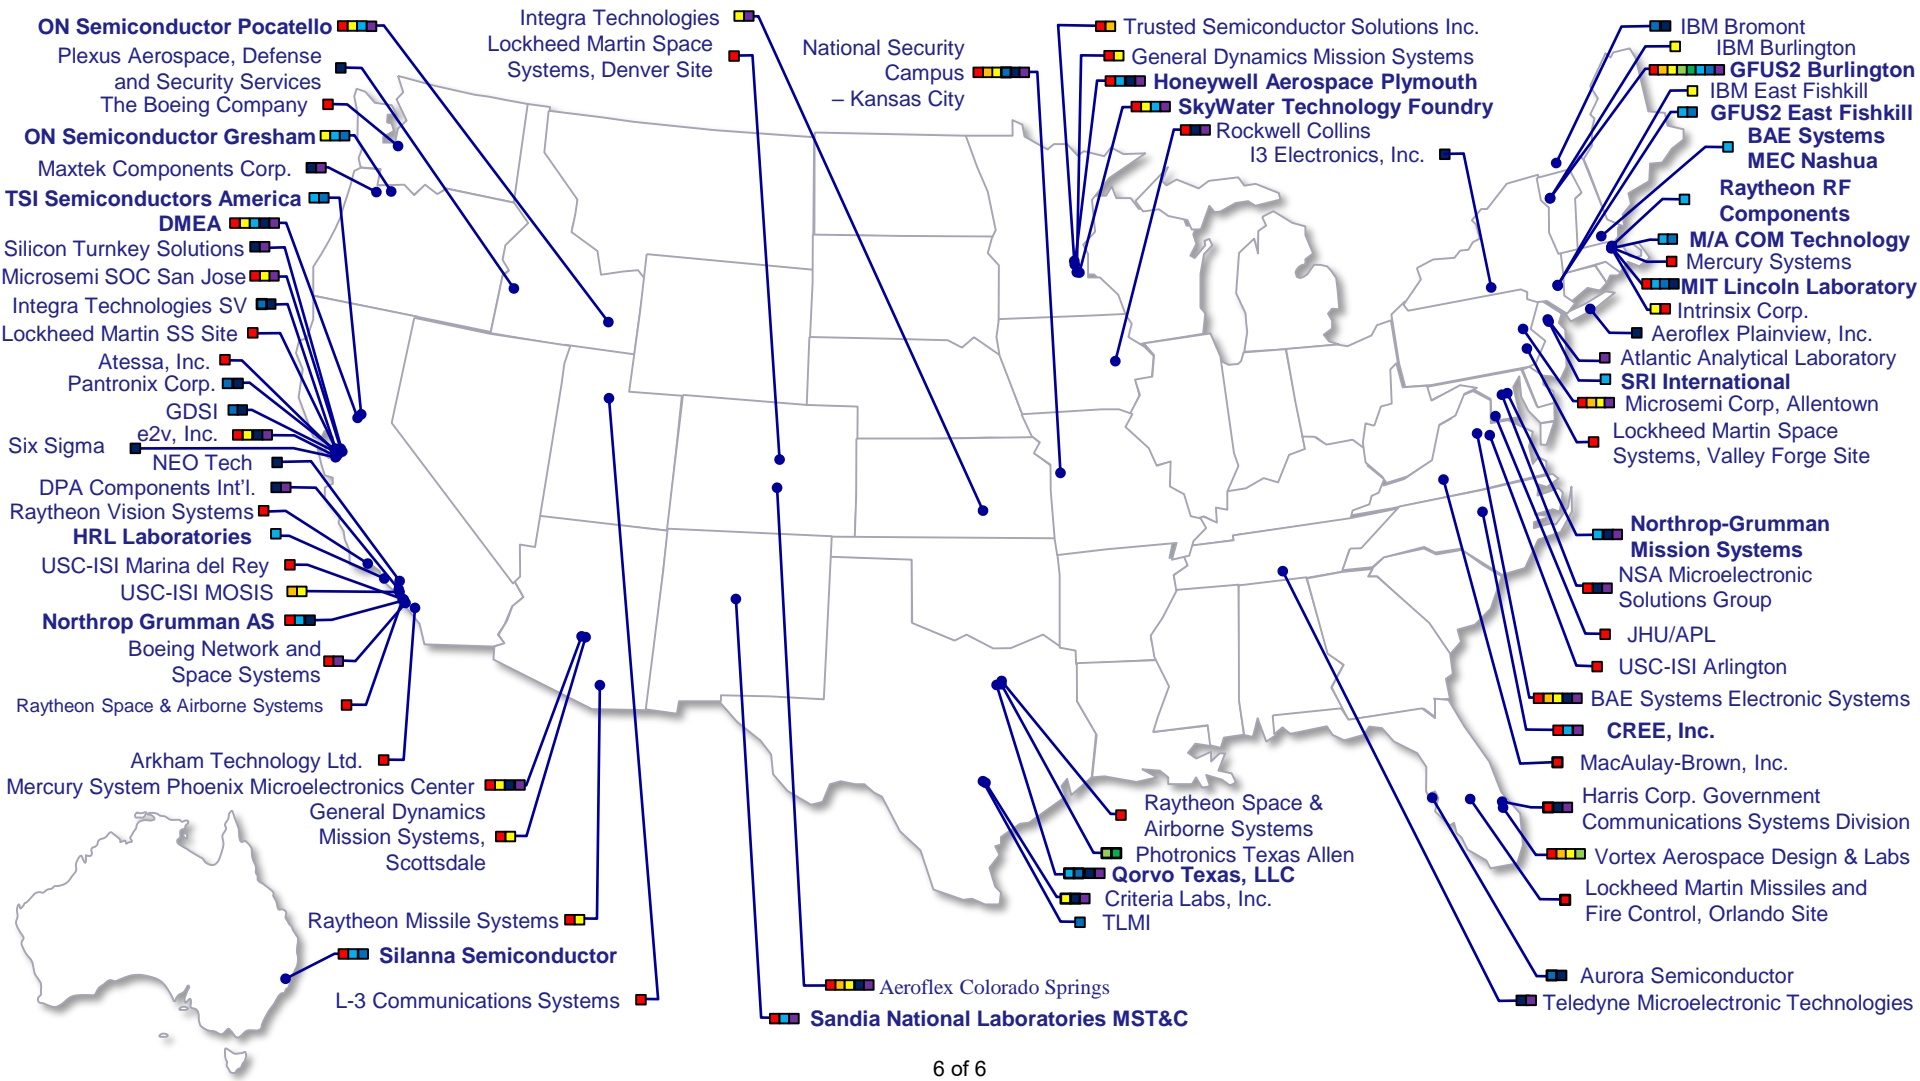 ON Semiconductor Pocatello
Plexus Aerospace, Defense
and Security Services
The Boeing Company
ON Semiconductor Gresham
Maxtek Components Corp.
TSI Semiconductors America
DMEA
Silicon Turnkey Solutions
Microsemi SOC San Jose
Integra Technologies SV
Lockheed Martin SS Site
Atessa, Inc.
Pantronix Corp.
GDSI
e2v, Inc.
Six Sigma
NEO Tech
DPA Components Int'l.
Raytheon Vision Systems
HRL Laboratories
USC-ISI Marina del Rey
USC-ISI MOSIS
Northrop Grumman AS
Boeing Network and
Space Systems
Raytheon Space & Airborne Systems
Arkham Technology Ltd.
Mercury System Phoenix Microelectronics Center
General Dynamics
Mission Systems,
Scottsdale
Raytheon Missile Systems
Silanna Semiconductor
L-3 Communications Systems
Integra Technologies
Lockheed Martin Space
Systems, Denver Site
National Security
Campus
– Kansas City
Trusted Semiconductor Solutions Inc.
General Dynamics Mission Systems
Honeywell Aerospace Plymouth
SkyWater Technology Foundry
Rockwell Collins
I3 Electronics, Inc.
IBM Bromont
IBM Burlington
GFUS2 Burlington
IBM East Fishkill
GFUS2 East Fishkill
BAE Systems
MEC Nashua
Raytheon RF
Components
M/A COM Technology
Mercury Systems
MIT Lincoln Laboratory
Intrinsix Corp.
Aeroflex Plainview, Inc.
Atlantic Analytical Laboratory
SRI International
Microsemi Corp, Allentown
Lockheed Martin Space
Systems, Valley Forge Site
Northrop-Grumman
Mission Systems
NSA Microelectronic
Solutions Group
JHU/APL
USC-ISI Arlington
BAE Systems Electronic Systems
CREE, Inc.
MacAulay-Brown, Inc.
Harris Corp. Government
Communications Systems Division
Vortex Aerospace Design & Labs
Lockheed Martin Missiles and
Fire Control, Orlando Site
Aurora Semiconductor
Teledyne Microelectronic Technologies
Raytheon Space &
Airborne Systems
Photronics Texas Allen
Qorvo Texas, LLC
Criteria Labs, Inc.
TLMI
Aeroflex Colorado Springs
Sandia National Laboratories MST&C
6 of 6